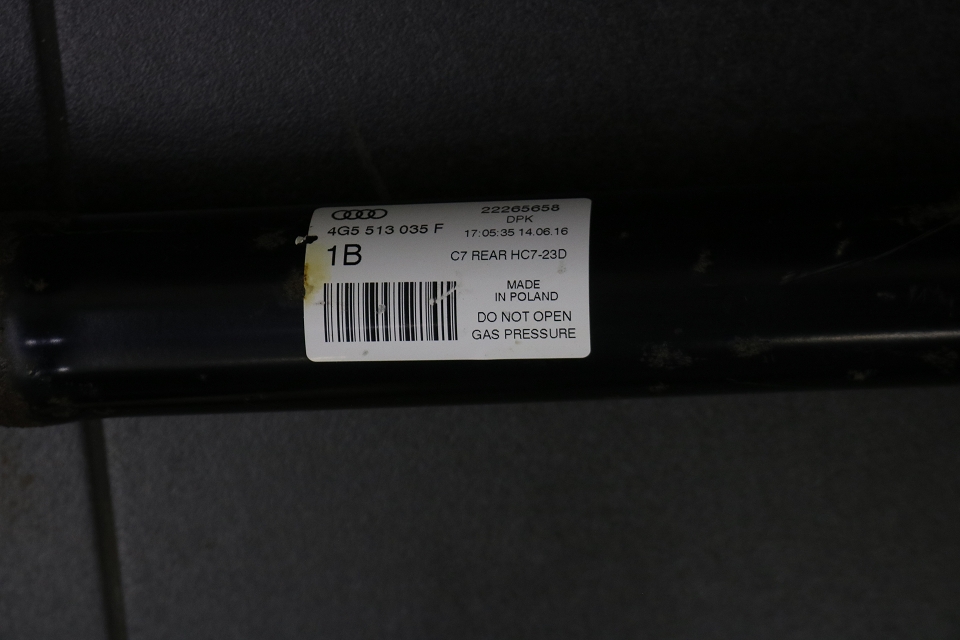 22265658
4G5 513 035 F
DPK
17:05:35 14.06.16
1B
C7 REAR HC7-23D
MADE
IN POLAND
DO NOT OPEN
GAS PRESSURE